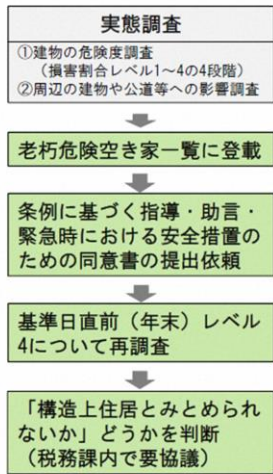 実態調査
①建物の危険度調査
（損害割合レベル1～4の4段階）
②周辺の建物や公道等への影響調査
老朽危険空き家一覧に登載
条例に基づく指導・助言・
緊急時における安全措置の
ための同意書の提出依頼
基準日直前（年末）レベル
4について再調査
「構造上住居とみとめられ
ないか」どうかを判断
（税務課内で要協議）